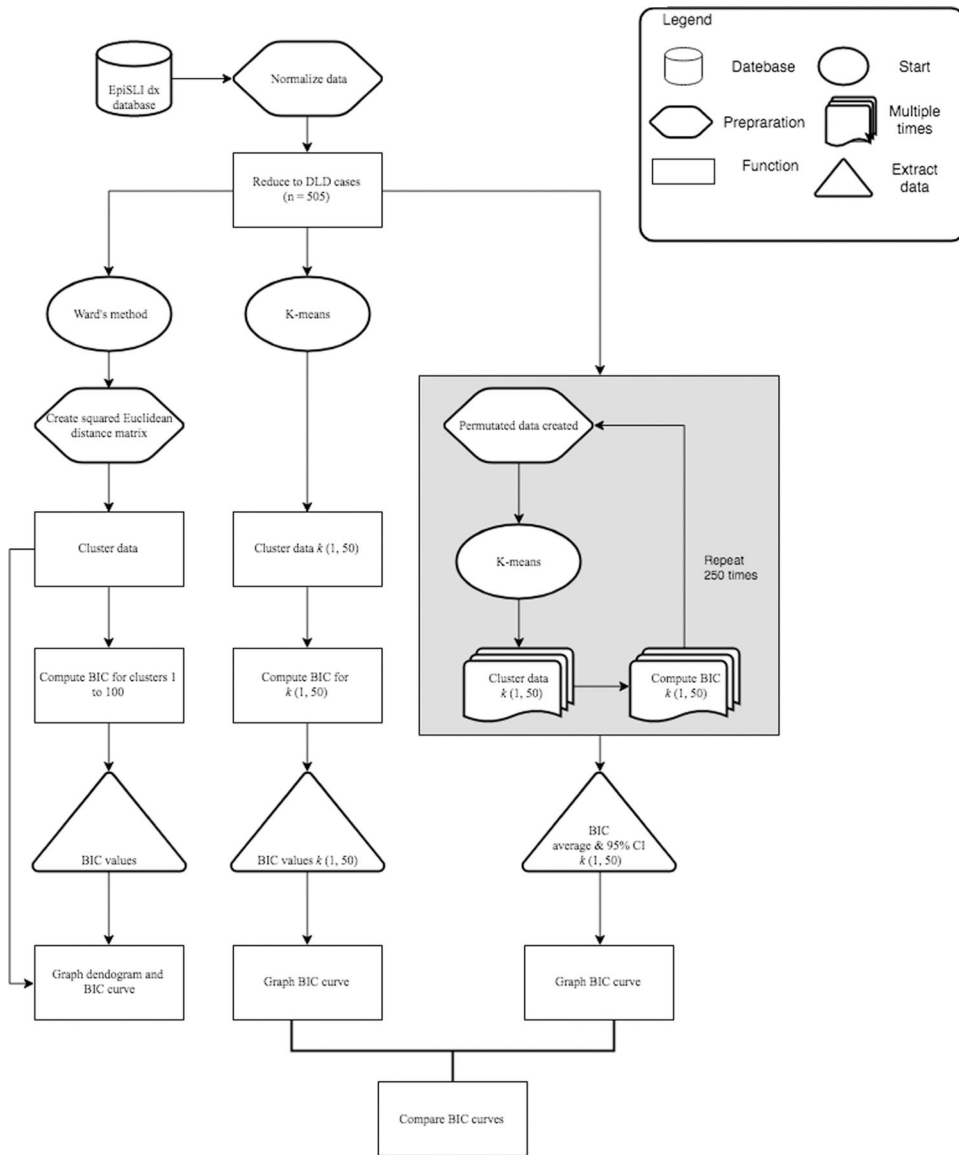 Legend
Datebase
Start
Prepraration
Multiple
times
Function
Extract
data
EpiSLI dx
database
Normalize data
Reduce to DLD cases
(n = 505)
Ward's method
K-means
Create squared Euclidean
distance matrix
Permutated data created
Cluster data
Cluster data k (1, 50)
K-means
Repeat
250 times
Compute BIC for clusters 1
to 100
Compute BIC for
k (1, 50)
Cluster data
k (1, 50)
Compute BIC
k (1, 50)
BIC values
BIC values k (1, 50)
BIC
average & 95% CI
k (1, 50)
Graph dendogram and
BIC curve
Graph BIC curve
Graph BIC curve
Compare BIC curves